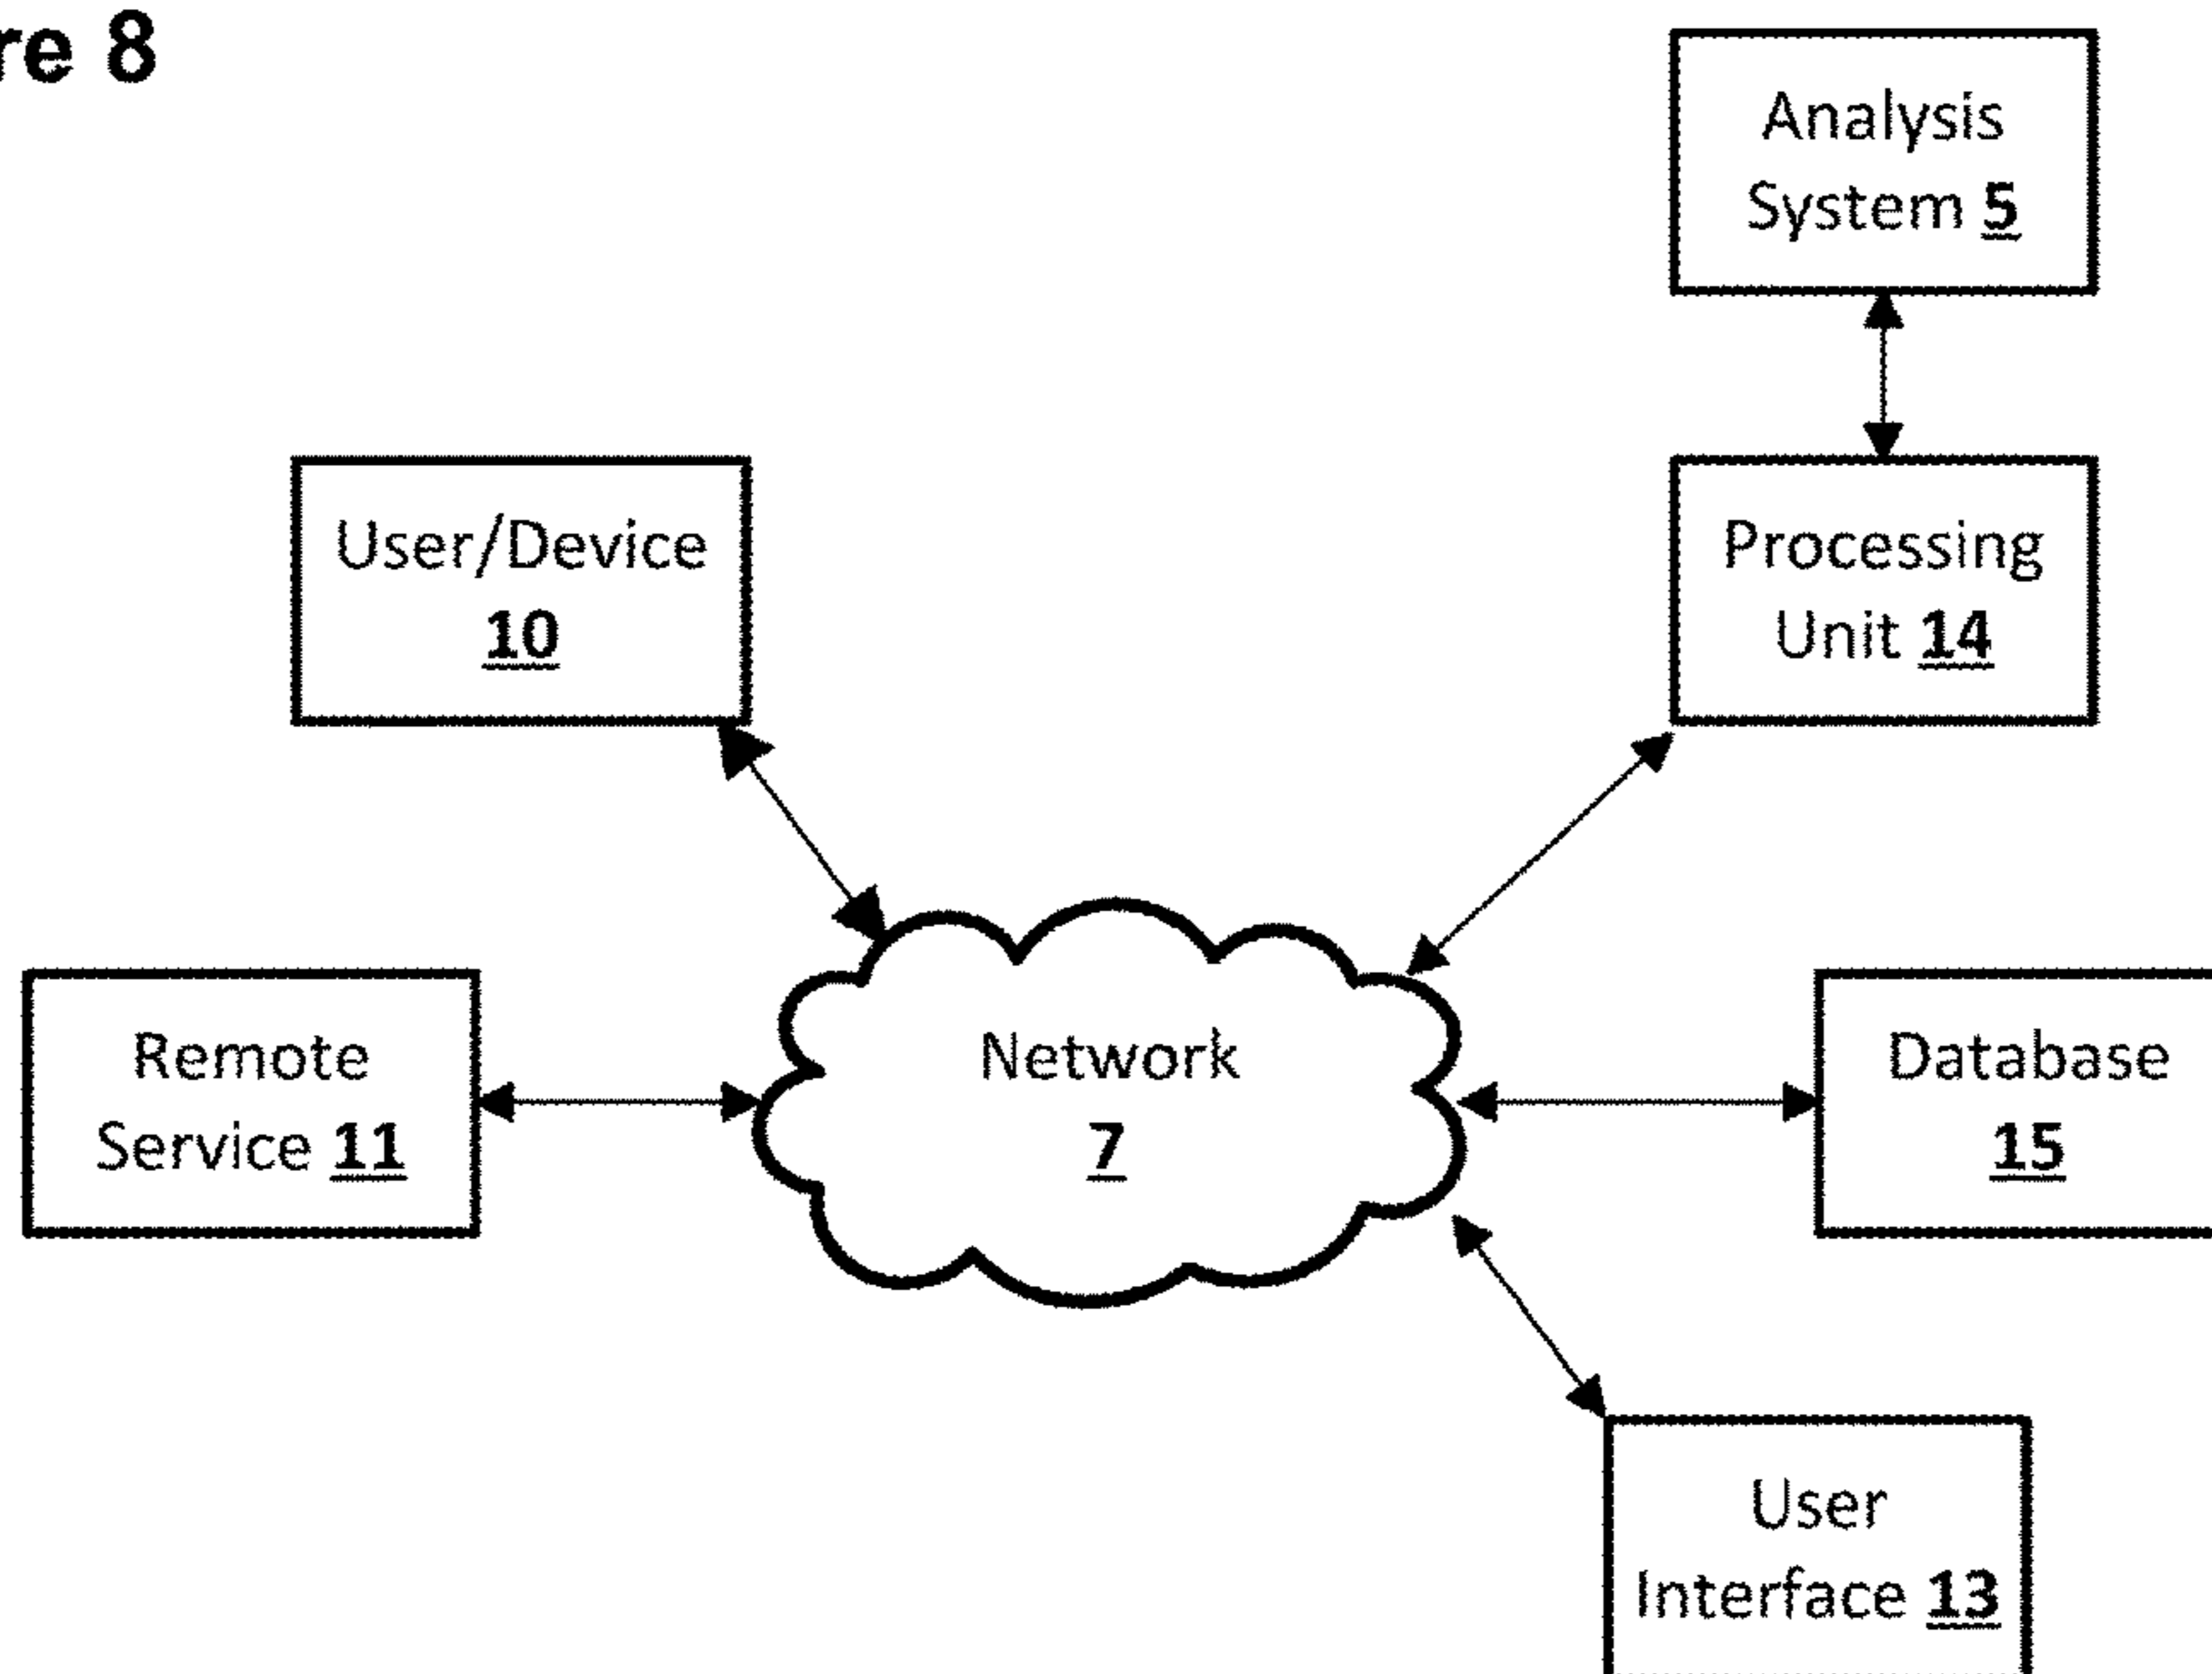 re 8
Analysis
System 5
User/Device
10
Processing
Unit 14
Remote
Service 11
Network
7
Database
15
User
Interface 13